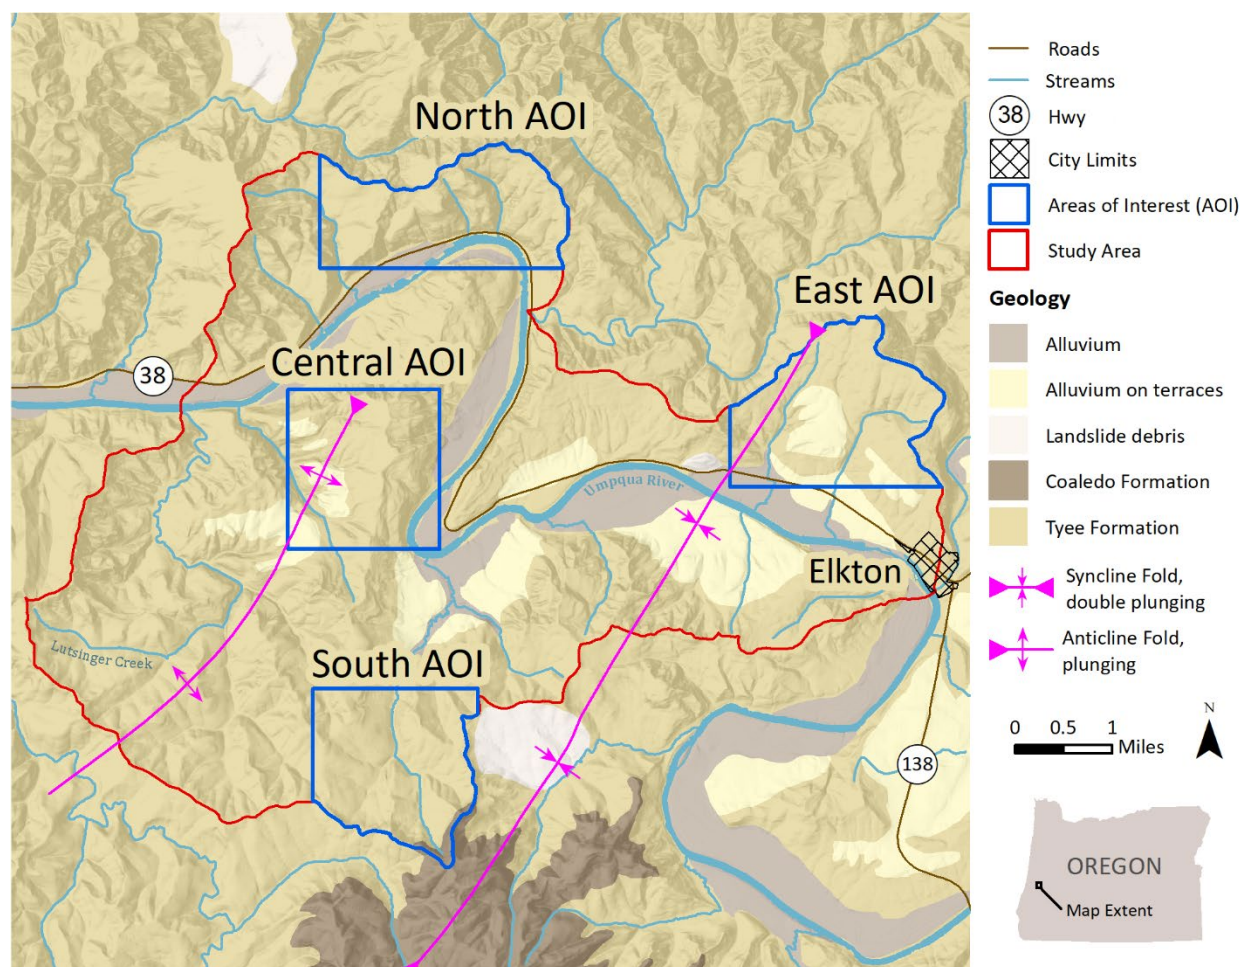 North AOI
East AOI
Central AOI
38
Umpqua River
Elkton
Lutsinger Creek
South AOI
138
Roads
Streams
38 Hwy
City Limits
Areas of Interest (AOI)
Study Area
Geology
Alluvium
Alluvium on terraces
Landslide debris
Coaledo Formation
Tyee Formation
Syncline Fold,
double plunging
Anticline Fold,
plunging
N
0 0.5 1
Miles
OREGON
Map Extent